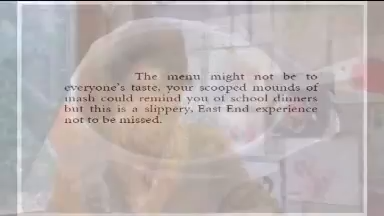 The menu might not be to
everyone's taste, your scooped mounds of
mash could remind you of school dinners
but this is a slippery, East End experience
not to be missed.